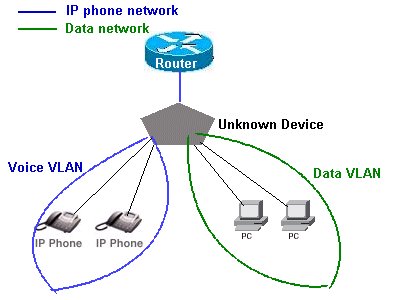 IP phone network
Data network
Router
Unknown Device
Voice VLAN
Data VLAN
IP Phone
IP Phone
PC
PC